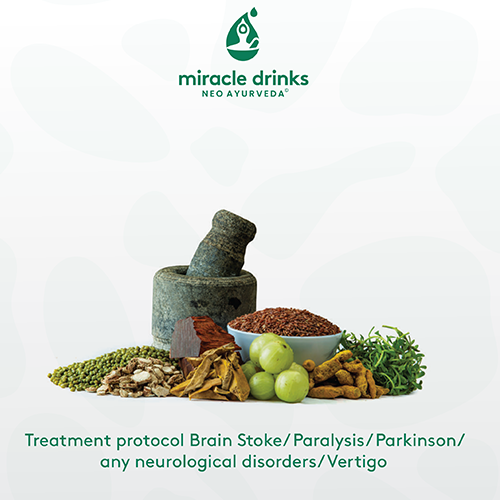 miracle drinks
NEO AYURVEDA©
Treatment protocol Brain Stoke/Paralysis/Parkinson/
any neurological disorders/Vertigo